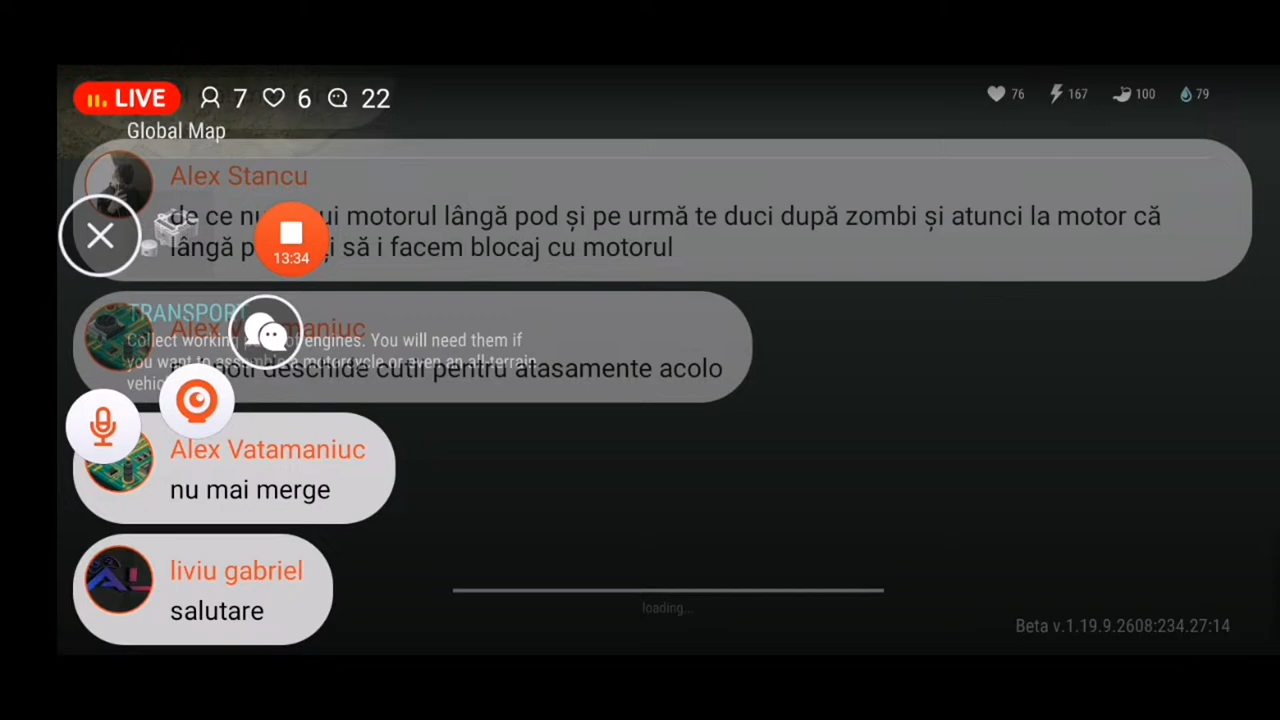 LIVE 7 6 22
76 167 100 79
Global Map
Alex Stancu
de ce nu ui motorul lângă pod și pe urmă te duci după zombi și atunci la motor că
lângă p i să i facem blocaj cu motorul
13:34
TRANSPORT
Collect working of engines. You will need them if
you want to assemble a motorcycle or even an all-terrain
vehic
Alex Vatamaniuc
poti deschide cutii pentru atasamente acolo
Alex Vatamaniuc
nu mai merge
liviu gabriel
salutare
loading...
Beta v.1.19.9.2608:234.27:14